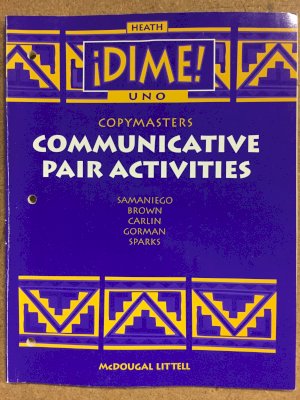 HEATH
¡DIME!
UNO
COPYMASTERS
COMMUNICATIVE
PAIR ACTIVITIES
SAMANIEGO
BROWN
CARLIN
GORMAN
SPARKS
MCDOUGAL LITTELL